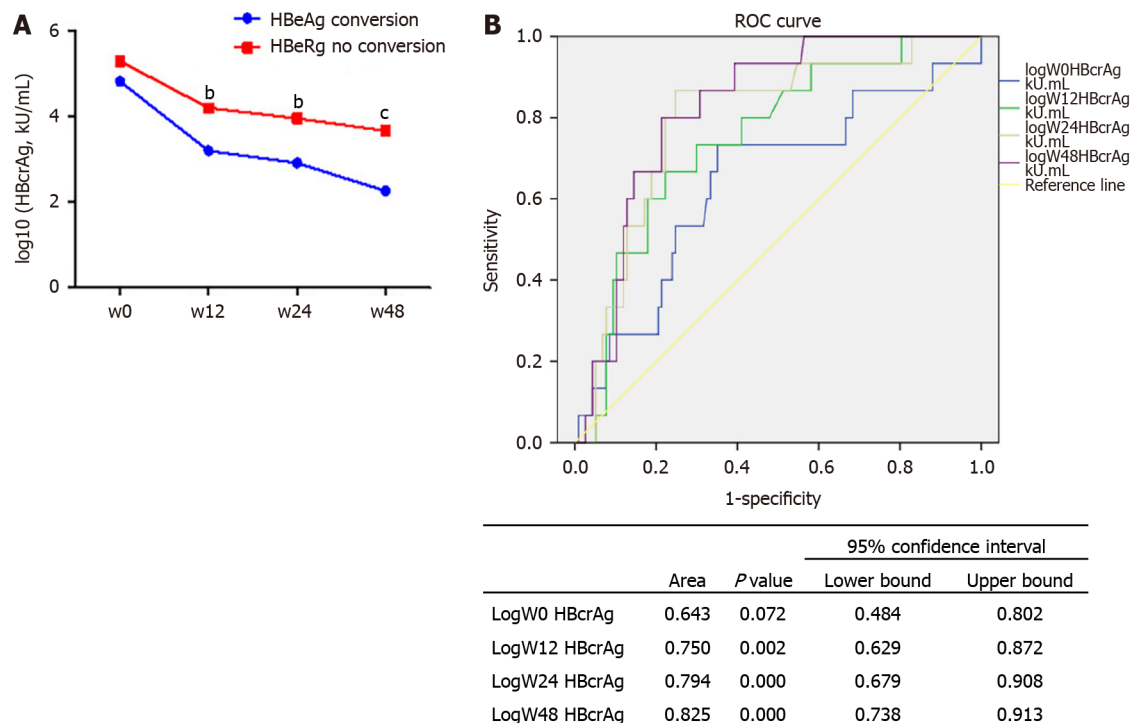 A
log10 (HBcrAg, kU/mL)
6
4
2
0
HBeAg conversion
HBeRg no conversion
b
b
c
w0
w12
w24
w48
B
ROC curve
Sensitivity
1.0
0.8
0.6
0.4
0.2
0.0
0.0
0.2
0.4
0.6
0.8
1.0
1-specificity
logW0HBcrAg
kU.mL
logW12HBcrAg
kU.mL
logW24HBcrAg
kU.mL
logW48HBcrAg
kU.mL
Reference line
95% confidence interval
Area P value Lower bound Upper bound
LogW0 HBcrAg 0.643 0.072 0.484 0.802
LogW12 HBcrAg 0.750 0.002 0.629 0.872
LogW24 HBcrAg 0.794 0.000 0.679 0.908
LogW48 HBcrAg 0.825 0.000 0.738 0.913